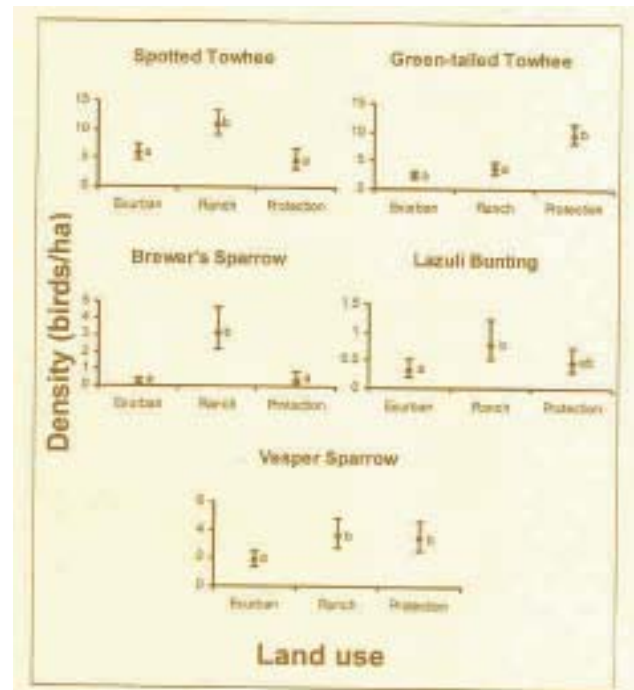 Spotted Towhee
Green-tailed Towhee
15
10
5
0
a
b
a
Exurban
Ranch
Protection
15
10
5
0
a
a
b
Exurban
Ranch
Protection
Density (birds/ha)
Brewer's Sparrow
Lazuli Bunting
5
4
3
2
1
0
a
b
a
Exurban
Ranch
Protection
1.5
1
0.5
0
a
ab
Exurban
Ranch
Protection
Vesper Sparrow
6
4
2
0
a
b
b
Exurban
Ranch
Protection
Land use